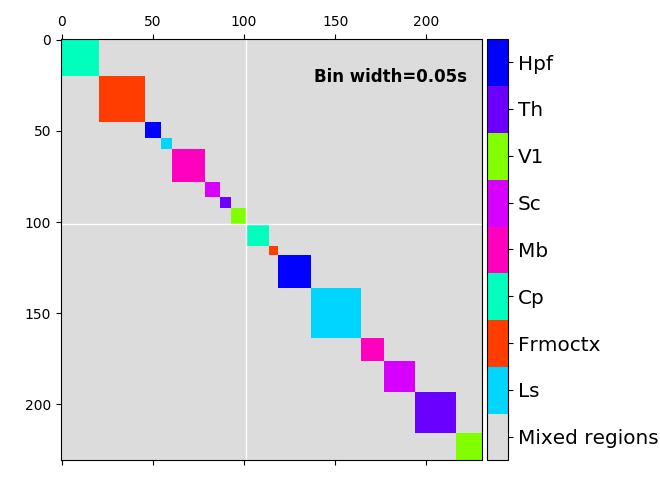 0 50 100 150 200
0
50
100
150
200
Bin width=0.05s
Hpf
Th
V1
Sc
Mb
Cp
Frmoctx
Ls
Mixed regions